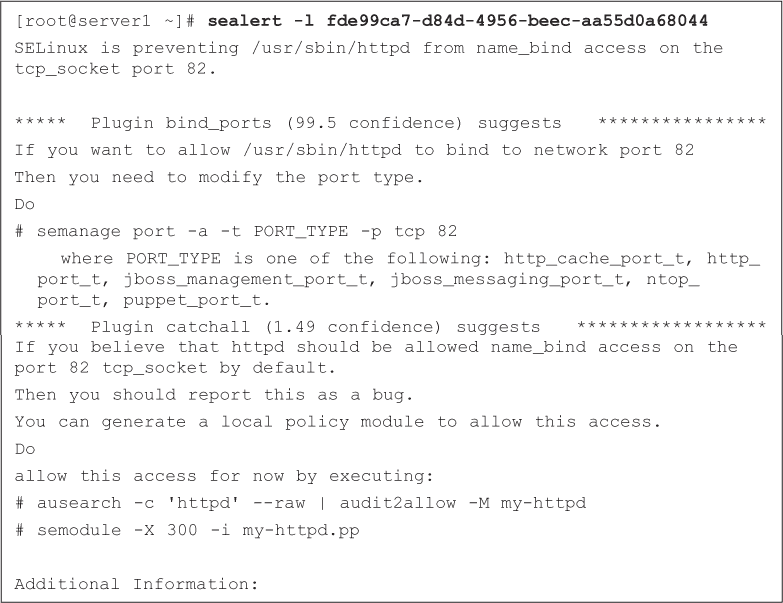 [root@server1 ~]# sealert -l fde99ca7-d84d-4956-beec-aa55d0a68044
SELinux is preventing /usr/sbin/httpd from name_bind access on the
tcp_socket port 82.
***** Plugin bind_ports (99.5 confidence) suggests ****************
If you want to allow /usr/sbin/httpd to bind to network port 82
Then you need to modify the port type.
Do
# semanage port -a -t PORT_TYPE -p tcp 82
where PORT_TYPE is one of the following: http_cache_port_t, http_
port_t, jboss_management_port_t, jboss_messaging_port_t, ntop_
port_t, puppet_port_t.
***** Plugin catchall (1.49 confidence) suggests ******************
If you believe that httpd should be allowed name_bind access on the
port 82 tcp_socket by default.
Then you should report this as a bug.
You can generate a local policy module to allow this access.
Do
allow this access for now by executing:
# ausearch -c 'httpd' --raw | audit2allow -M my-httpd
# semodule -X 300 -i my-httpd.pp
Additional Information: